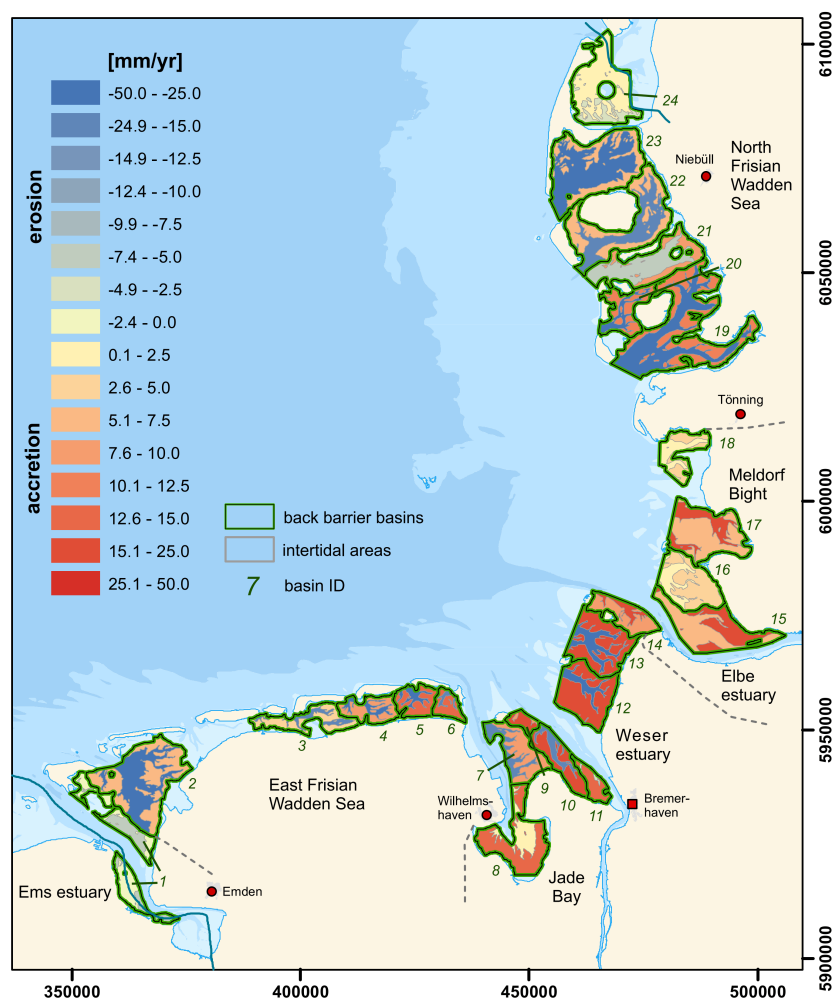 [mm/yr]
erosion
-50.0 - -25.0
-24.9 - -15.0
-14.9 - -12.5
-12.4 - -10.0
-9.9 - -7.5
-7.4 - -5.0
-4.9 - -2.5
-2.4 - 0.0
accretion
0.1 - 2.5
2.6 - 5.0
5.1 - 7.5
7.6 - 10.0
10.1 - 12.5
12.6 - 15.0
15.1 - 25.0
25.1 - 50.0
back barrier basins
intertidal areas
7 basin ID
24
23
Niebüll
North
Frisian
Wadden
Sea
22
21
20
19
Tönning
18
Meldorf
Bight
17
16
15
Elbe
estuary
14
13
12
Weser
estuary
3
4
5
6
2
East Frisian
Wadden Sea
7
9
10
11
Wilhelms-
haven
Bremer-
haven
8
Jade
Bay
Ems estuary
1
Emden
350000
400000
450000
500000
6100000
6050000
6000000
5950000
5900000